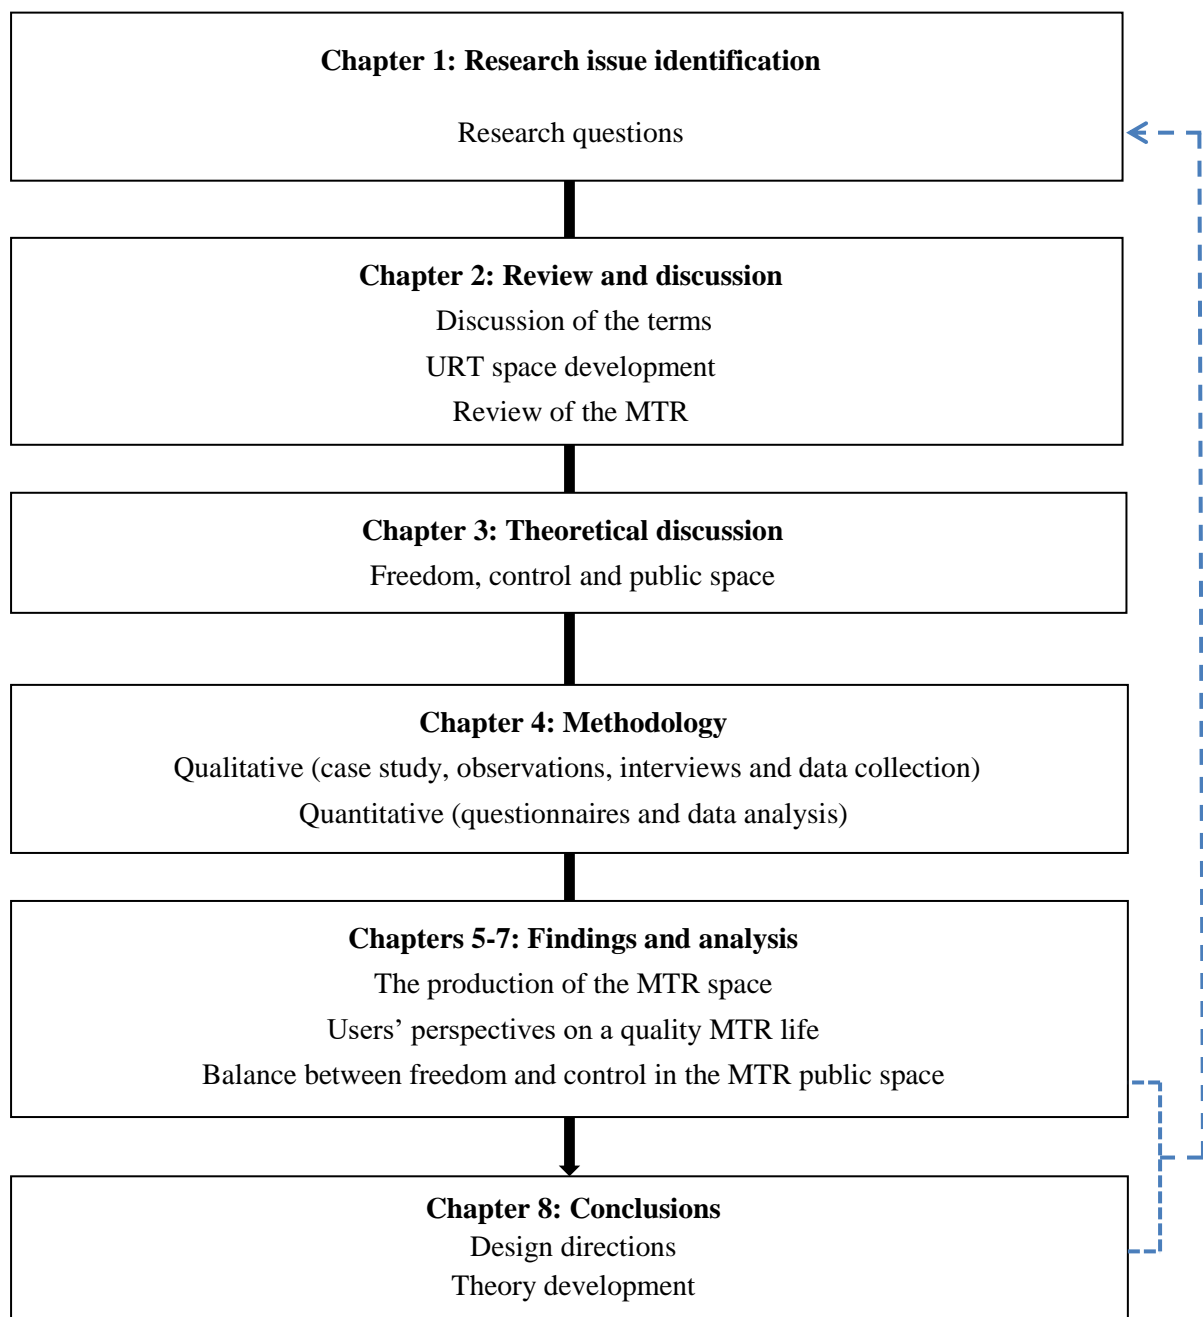 Chapter 1: Research issue identification
Research questions
Chapter 2: Review and discussion
Discussion of the terms
URT space development
Review of the MTR
Chapter 3: Theoretical discussion
Freedom, control and public space
Chapter 4: Methodology
Qualitative (case study, observations, interviews and data collection)
Quantitative (questionnaires and data analysis)
Chapters 5-7: Findings and analysis
The production of the MTR space
Users’ perspectives on a quality MTR life
Balance between freedom and control in the MTR public space
Chapter 8: Conclusions
Design directions
Theory development